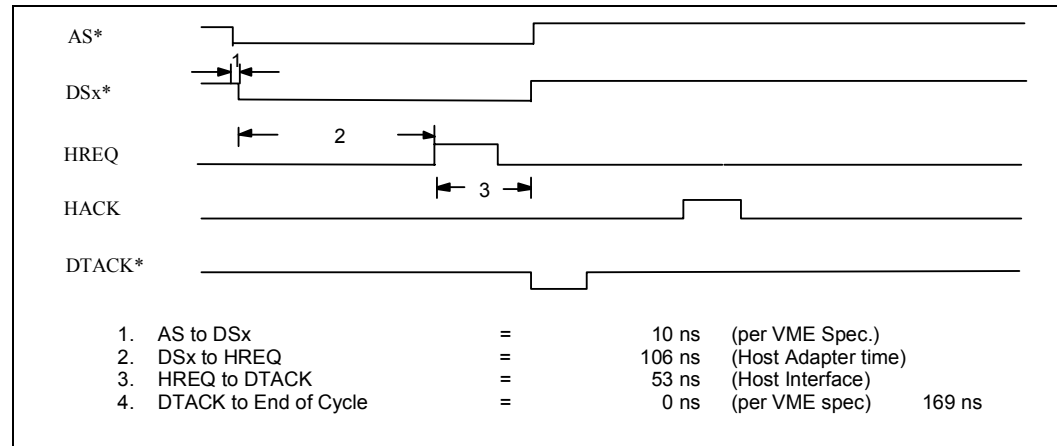 AS*
1
DSx*
2
HREQ
3
HACK
DTACK*
1. AS to DSx = 10 ns (per VME Spec.)
2. DSx to HREQ = 106 ns (Host Adapter time)
3. HREQ to DTACK = 53 ns (Host Interface)
4. DTACK to End of Cycle = 0 ns (per VME spec) 169 ns